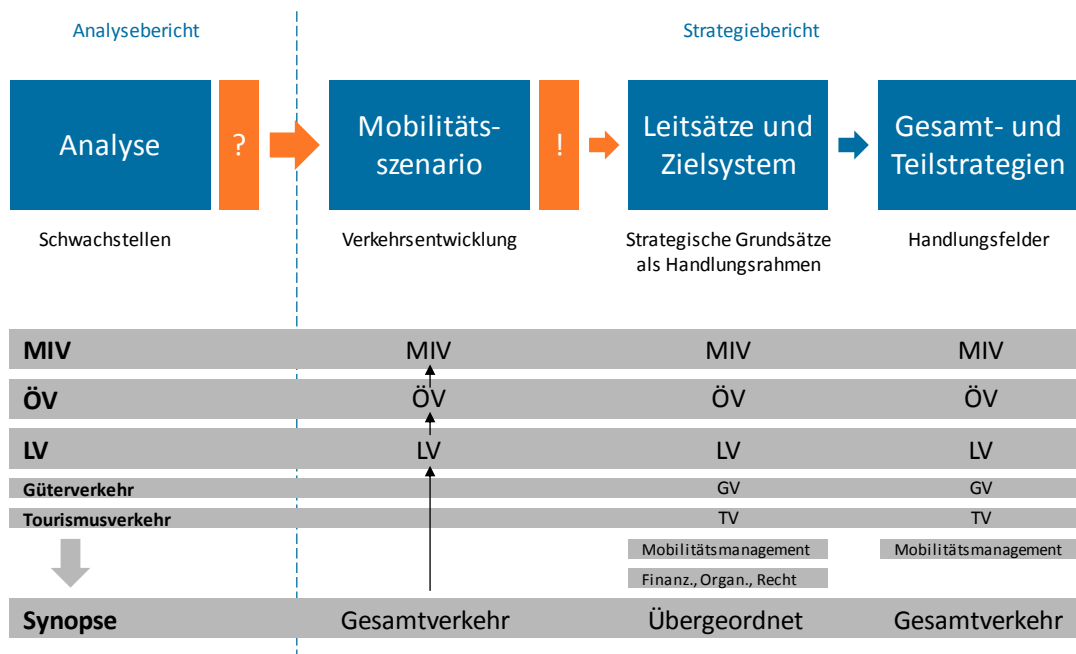 Analysebericht
Strategiebericht
Analyse
?
Mobilitäts-
szenario
!
Leitsätze und
Zielsystem
Gesamt- und
Teilstrategien
Schwachstellen
Verkehrsentwicklung
Strategische Grundsätze
als Handlungsrahmen
Handlungsfelder
MIV
MIV
MIV
MIV
ÖV
ÖV
ÖV
ÖV
LV
LV
LV
LV
Güterverkehr
GV
GV
Tourismusverkehr
TV
TV
Mobilitätsmanagement
Mobilitätsmanagement
Finanz., Organ., Recht
Synopse
Gesamtverkehr
Übergeordnet
Gesamtverkehr